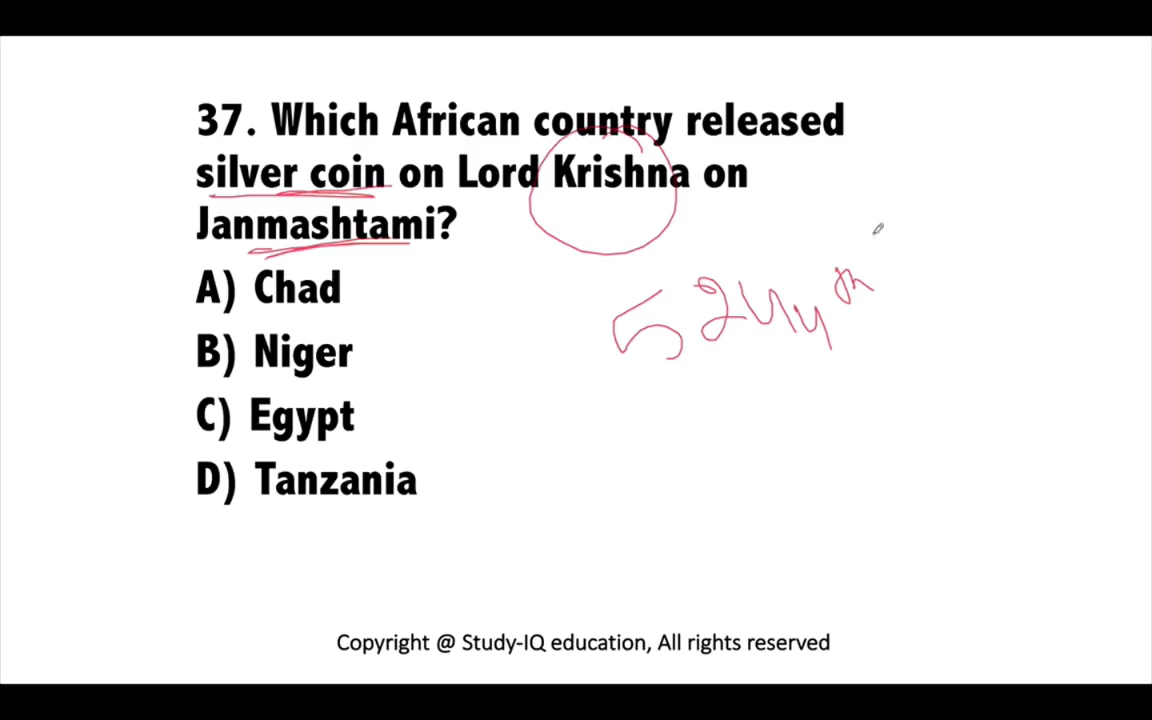 37. Which African country released
silver coin on Lord Krishna on
Janmashtami?
A) Chad
B) Niger
C) Egypt
D) Tanzania
5244th
Copyright @ Study-IQ education, All rights reserved